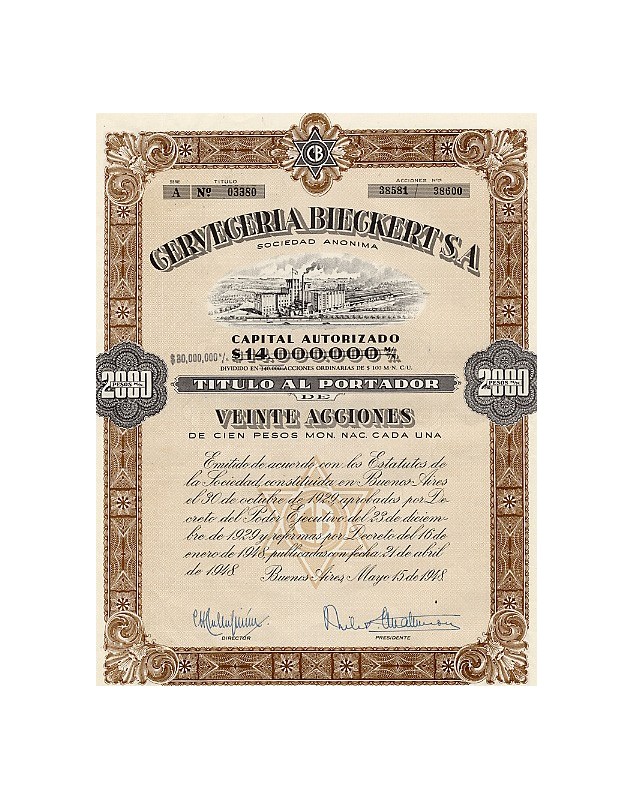 CB
SERIE TITULO ACCIONES Nos
A Nº 03380 38581 / 38600
CERVECERIA BIECKERT S.A
SOCIEDAD ANONIMA
CAPITAL AUTORIZADO
$20,000,000 m/n. $14.000.000 M/N.
DIVIDIDO EN 140.000 ACCIONES ORDINARIAS DE $ 100 M N. C/U.
2000 PESOS M/N.
TITULO AL PORTADOR
2000 PESOS M/N.
DE
VEINTE ACCIONES
DE CIEN PESOS MON. NAC. CADA UNA
Emitido de acuerdo con los Estatutos de
la Sociedad, constituida en Buenos Aires
el 30 de octubre de 1929, aprobados por De-
creto del Poder Ejecutivo del 23 de diciem-
bre de 1929 y reformas por Decreto del 16 de
enero de 1948, publicadas con fecha 21 de abril
de 1948. Buenos Aires, Mayo 15 de 1948.
CB
DIRECTOR PRESIDENTE